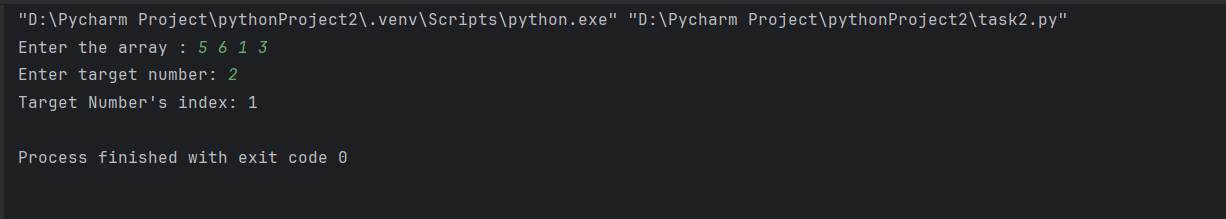 "D:\Pycharm Project\pythonProject2\.venv\Scripts\python.exe" "D:\Pycharm Project\pythonProject2\task2.py"
Enter the array : 5 6 1 3
Enter target number: 2
Target Number's index: 1
Process finished with exit code 0